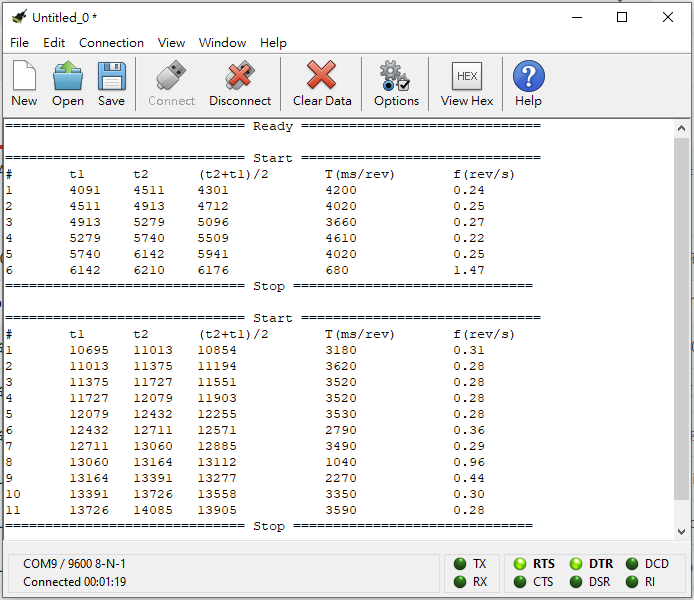 Untitled_0 *
File Edit Connection View Window Help
New Open Save Connect Disconnect Clear Data Options HEX View Hex ? Help
============================== Ready ==============================
============================== Start ==============================
# t1 t2 (t2+t1)/2 T(ms/rev) f(rev/s)
1 4091 4511 4301 4200 0.24
2 4511 4913 4712 4020 0.25
3 4913 5279 5096 3660 0.27
4 5279 5740 5509 4610 0.22
5 5740 6142 5941 4020 0.25
6 6142 6210 6176 680 1.47
============================== Stop ==============================
============================== Start ==============================
# t1 t2 (t2+t1)/2 T(ms/rev) f(rev/s)
1 10695 11013 10854 3180 0.31
2 11013 11375 11194 3620 0.28
3 11375 11727 11551 3520 0.28
4 11727 12079 11903 3520 0.28
5 12079 12432 12255 3530 0.28
6 12432 12711 12571 2790 0.36
7 12711 13060 12885 3490 0.29
8 13060 13164 13112 1040 0.96
9 13164 13391 13277 2270 0.44
10 13391 13726 13558 3350 0.30
11 13726 14085 13905 3590 0.28
============================== Stop ==============================
COM9 / 9600 8-N-1 TX RTS DTR DCD
Connected 00:01:19 RX CTS DSR RI